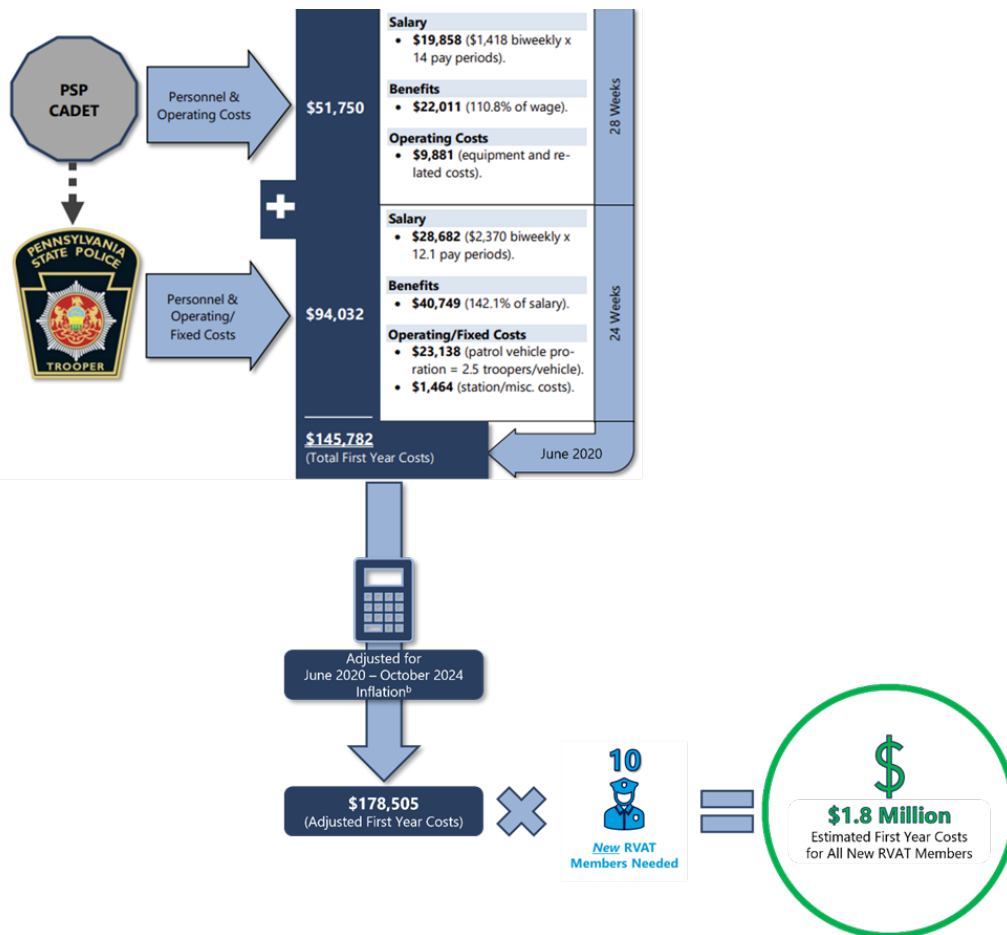 PSP
CADET
Personnel &
Operating Costs
$51,750
Salary
• $19,858 ($1,418 biweekly x
14 pay periods).
Benefits
• $22,011 (110.8% of wage).
Operating Costs
• $9,881 (equipment and re-
lated costs).
28 Weeks
+
PENNSYLVANIA
STATE POLICE
TROOPER
Personnel &
Operating/
Fixed Costs
$94,032
Salary
• $28,682 ($2,370 biweekly x
12.1 pay periods).
Benefits
• $40,749 (142.1% of salary).
Operating/Fixed Costs
• $23,138 (patrol vehicle pro-
ration = 2.5 troopers/vehicle).
• $1,464 (station/misc. costs).
24 Weeks
$145,782
(Total First Year Costs)
June 2020
Adjusted for
June 2020 – October 2024
Inflationᵇ
$178,505
(Adjusted First Year Costs)
10
New RVAT
Members Needed
$
$1.8 Million
Estimated First Year Costs
for All New RVAT Members